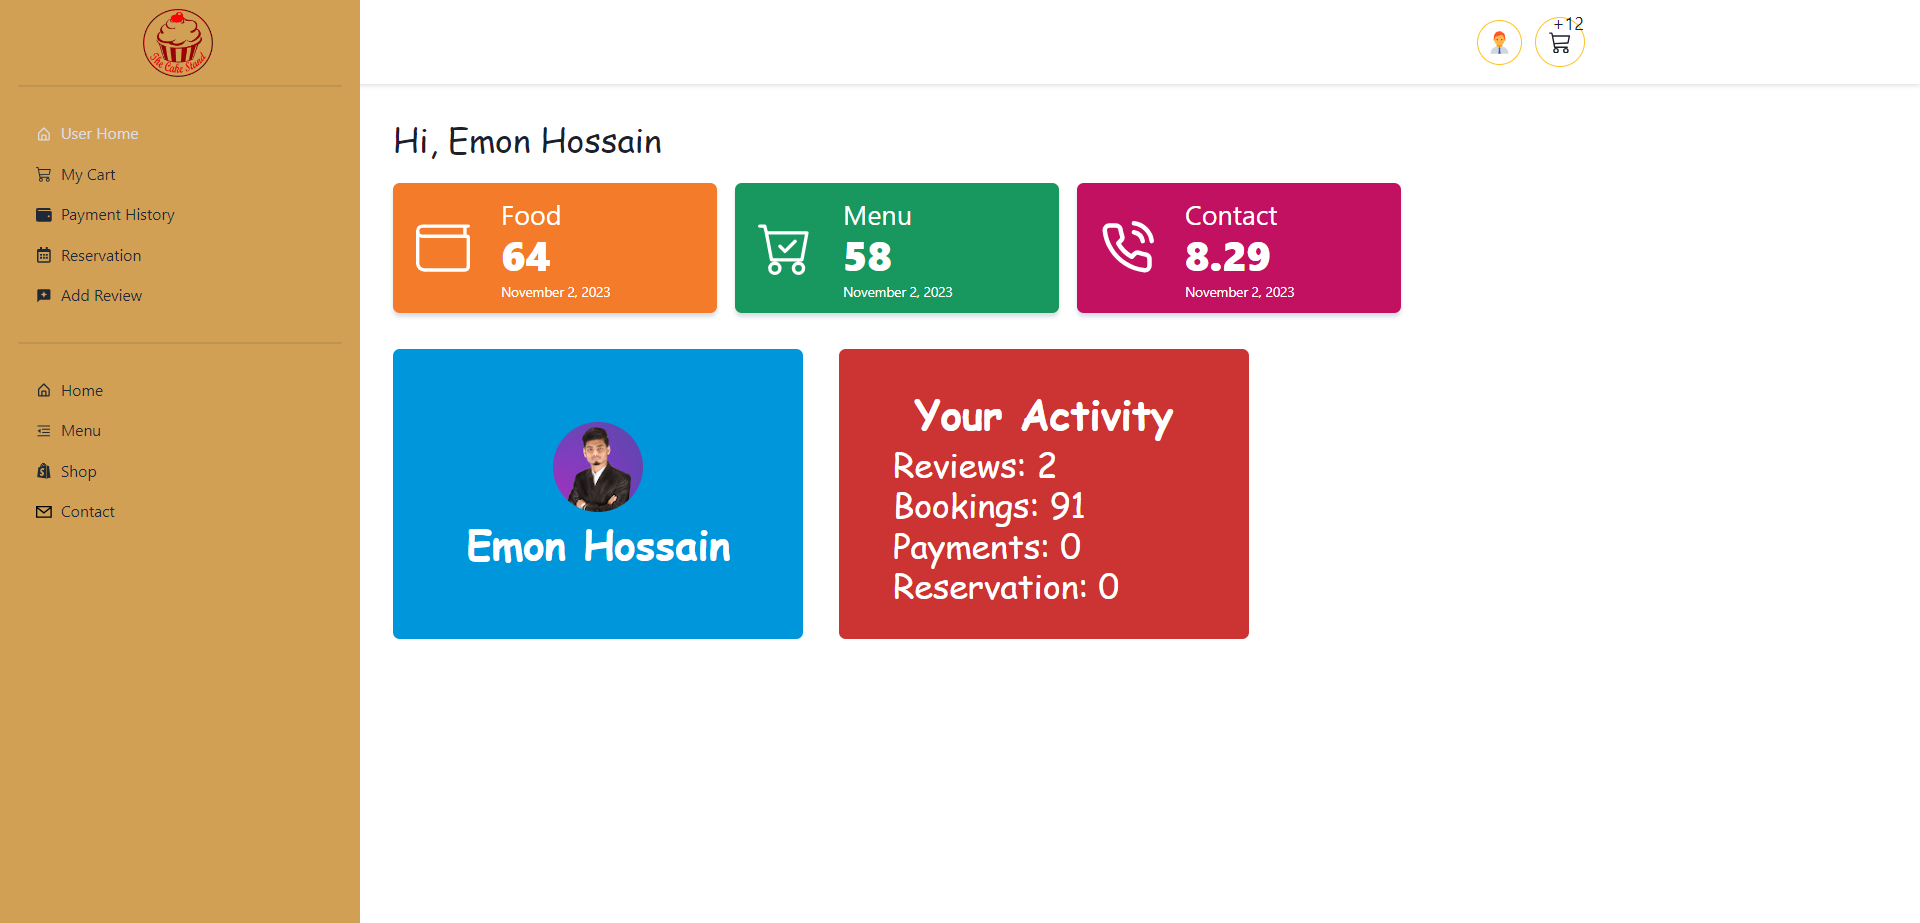 The Cake Stand
+12
User Home
My Cart
Payment History
Reservation
Add Review
Home
Menu
Shop
Contact
Hi, Emon Hossain
Food
64
November 2, 2023
Menu
58
November 2, 2023
Contact
8.29
November 2, 2023
Emon Hossain
Your Activity
Reviews: 2
Bookings: 91
Payments: 0
Reservation: 0